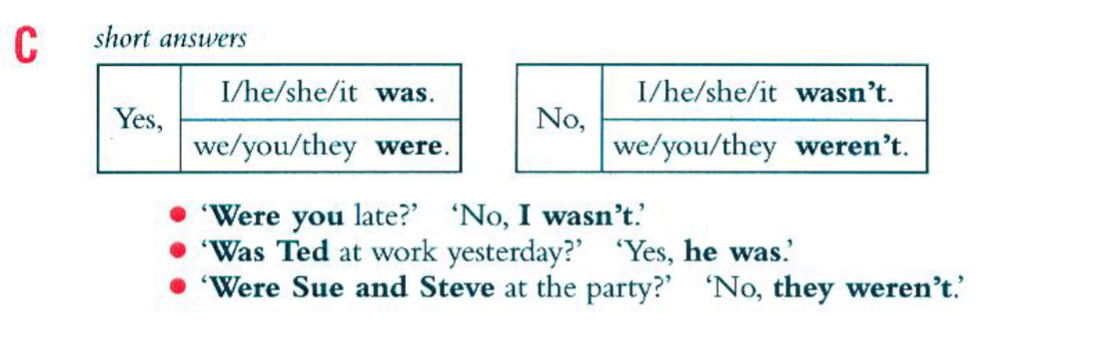 C short answers
Yes, I/he/she/it was.
we/you/they were.
No, I/he/she/it wasn't.
we/you/they weren't.
• ‘Were you late?’ ‘No, I wasn't.’
• ‘Was Ted at work yesterday?’ ‘Yes, he was.’
• ‘Were Sue and Steve at the party?’ ‘No, they weren't.’